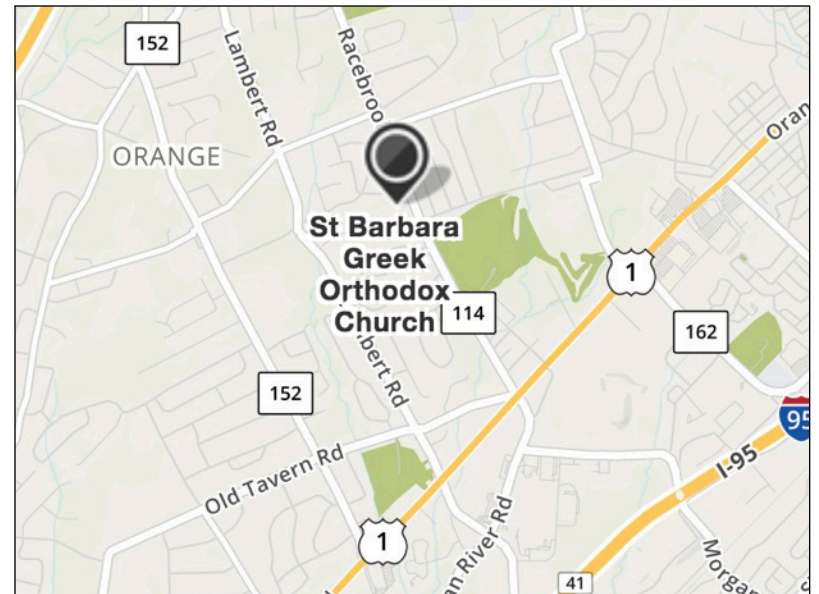 152
Lambert Rd
Racebroo
ORANGE
Oran
St Barbara
Greek
Orthodox
Church
1
114
162
bert Rd
152
95
I-95
Old Tavern Rd
1
an River Rd
41
Morga